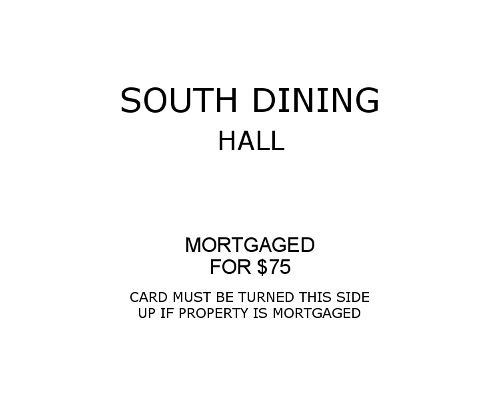 SOUTH DINING
HALL
MORTGAGED
FOR $75
CARD MUST BE TURNED THIS SIDE
UP IF PROPERTY IS MORTGAGED